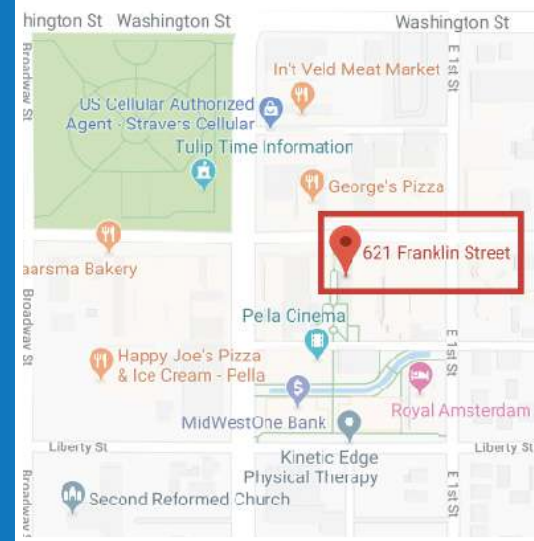 hington St
Washington St
Washington St
Broadway St
E 1st St
In't Veld Meat Market
US Cellular Authorized
Agent - Stravers Cellular
Tulip Time Information
George's Pizza
621 Franklin Street
aarsma Bakery
Broadway St
Pella Cinema
E 1st St
Happy Joe's Pizza
& Ice Cream - Pella
Royal Amsterdam
MidWestOne Bank
Liberty St
Liberty St
Kinetic Edge
Physical Therapy
Broadway S
E 1st St
Second Reformed Church